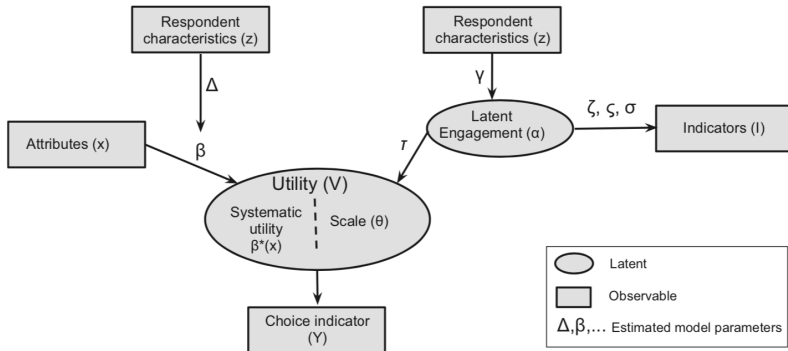 Respondent
characteristics (z)
Respondent
characteristics (z)
Δ
γ
Attributes (x)
β
Latent
Engagement (α)
ζ, ς, σ
Indicators (I)
τ
Utility (V)
Systematic
utility
β*(x)
Scale (θ)
Choice indicator
(Y)
Latent
Observable
Δ,β,... Estimated model parameters